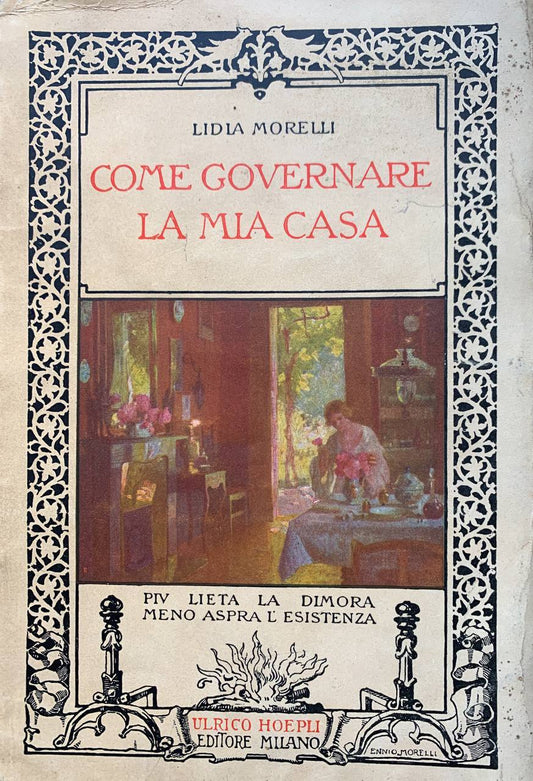 LIDIA MORELLI
COME GOVERNARE
LA MIA CASA
PIV LIETA LA DIMORA
MENO ASPRA L'ESISTENZA
ULRICO HOEPLI
EDITORE MILANO
ENNIO MORELLI